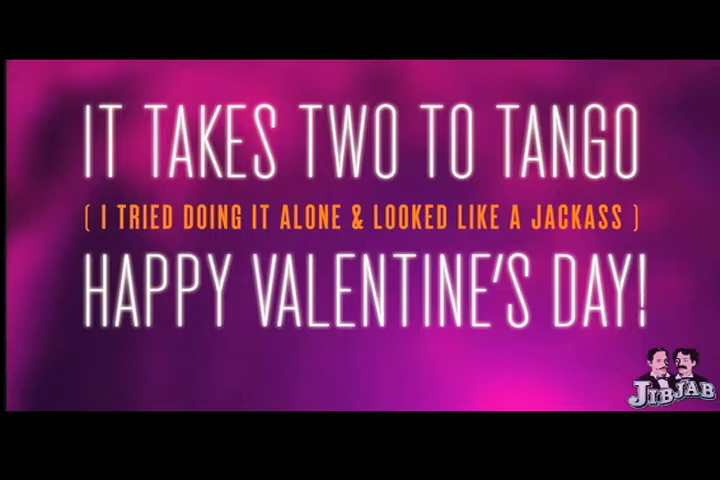 IT TAKES TWO TO TANGO
( I TRIED DOING IT ALONE & LOOKED LIKE A JACKASS )
HAPPY VALENTINE'S DAY!
JIBJAB